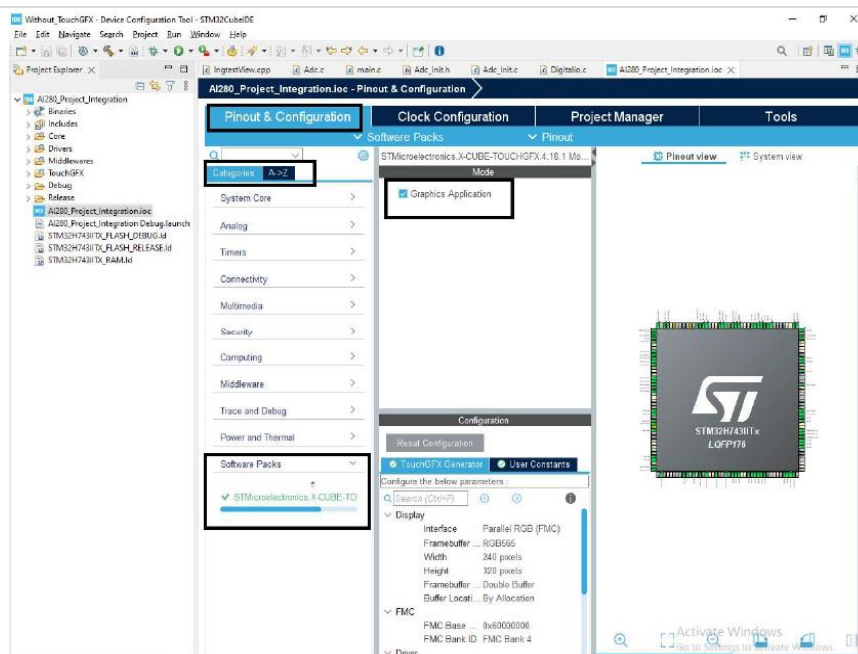 Without_TouchGFX - Device Configuration Tool - STM32CubeIDE
File Edit Navigate Search Project Run Window Help
Project Explorer
IngtestView.cpp Adc.c main.c Adc_Init.h Adc_Init.c Digitalio.c AI280_Project_Integration.ioc
AI280_Project_Integration.ioc - Pinout & Configuration
AI280_Project_Integration
Binaries
Includes
Core
Drivers
Middlewares
TouchGFX
Debug
Release
AI280_Project_Integration.ioc
AI280_Project_Integration Debug.launch
STM32H743IITX_FLASH_DEBUG.ld
STM32H743IITX_FLASH_RELEASE.ld
STM32H743IITX_RAM.ld
Pinout & Configuration Clock Configuration Project Manager Tools
Software Packs Pinout
Categories A->Z
System Core
Analog
Timers
Connectivity
Multimedia
Security
Computing
Middleware
Trace and Debug
Power and Thermal
Software Packs
STMicroelectronics.X-CUBE-TO
STMicroelectronics.X-CUBE-TOUCHGFX.4.18.1 Mo...
Mode
Graphics Application
Configuration
Reset Configuration
TouchGFX Generator User Constants
Configure the below parameters :
Search (Ctrl+F)
Display
Interface Parallel RGB (FMC)
Framebuffer ... RGB565
Width 240 pixels
Height 320 pixels
Framebuffer ... Double Buffer
Buffer Locati... By Allocation
FMC
FMC Base ... 0x60000000
FMC Bank ID FMC Bank 4
Driver
Pinout view System view
STM32H743IITx
LQFP176
Activate Windows
Go to Settings to activate Windows.